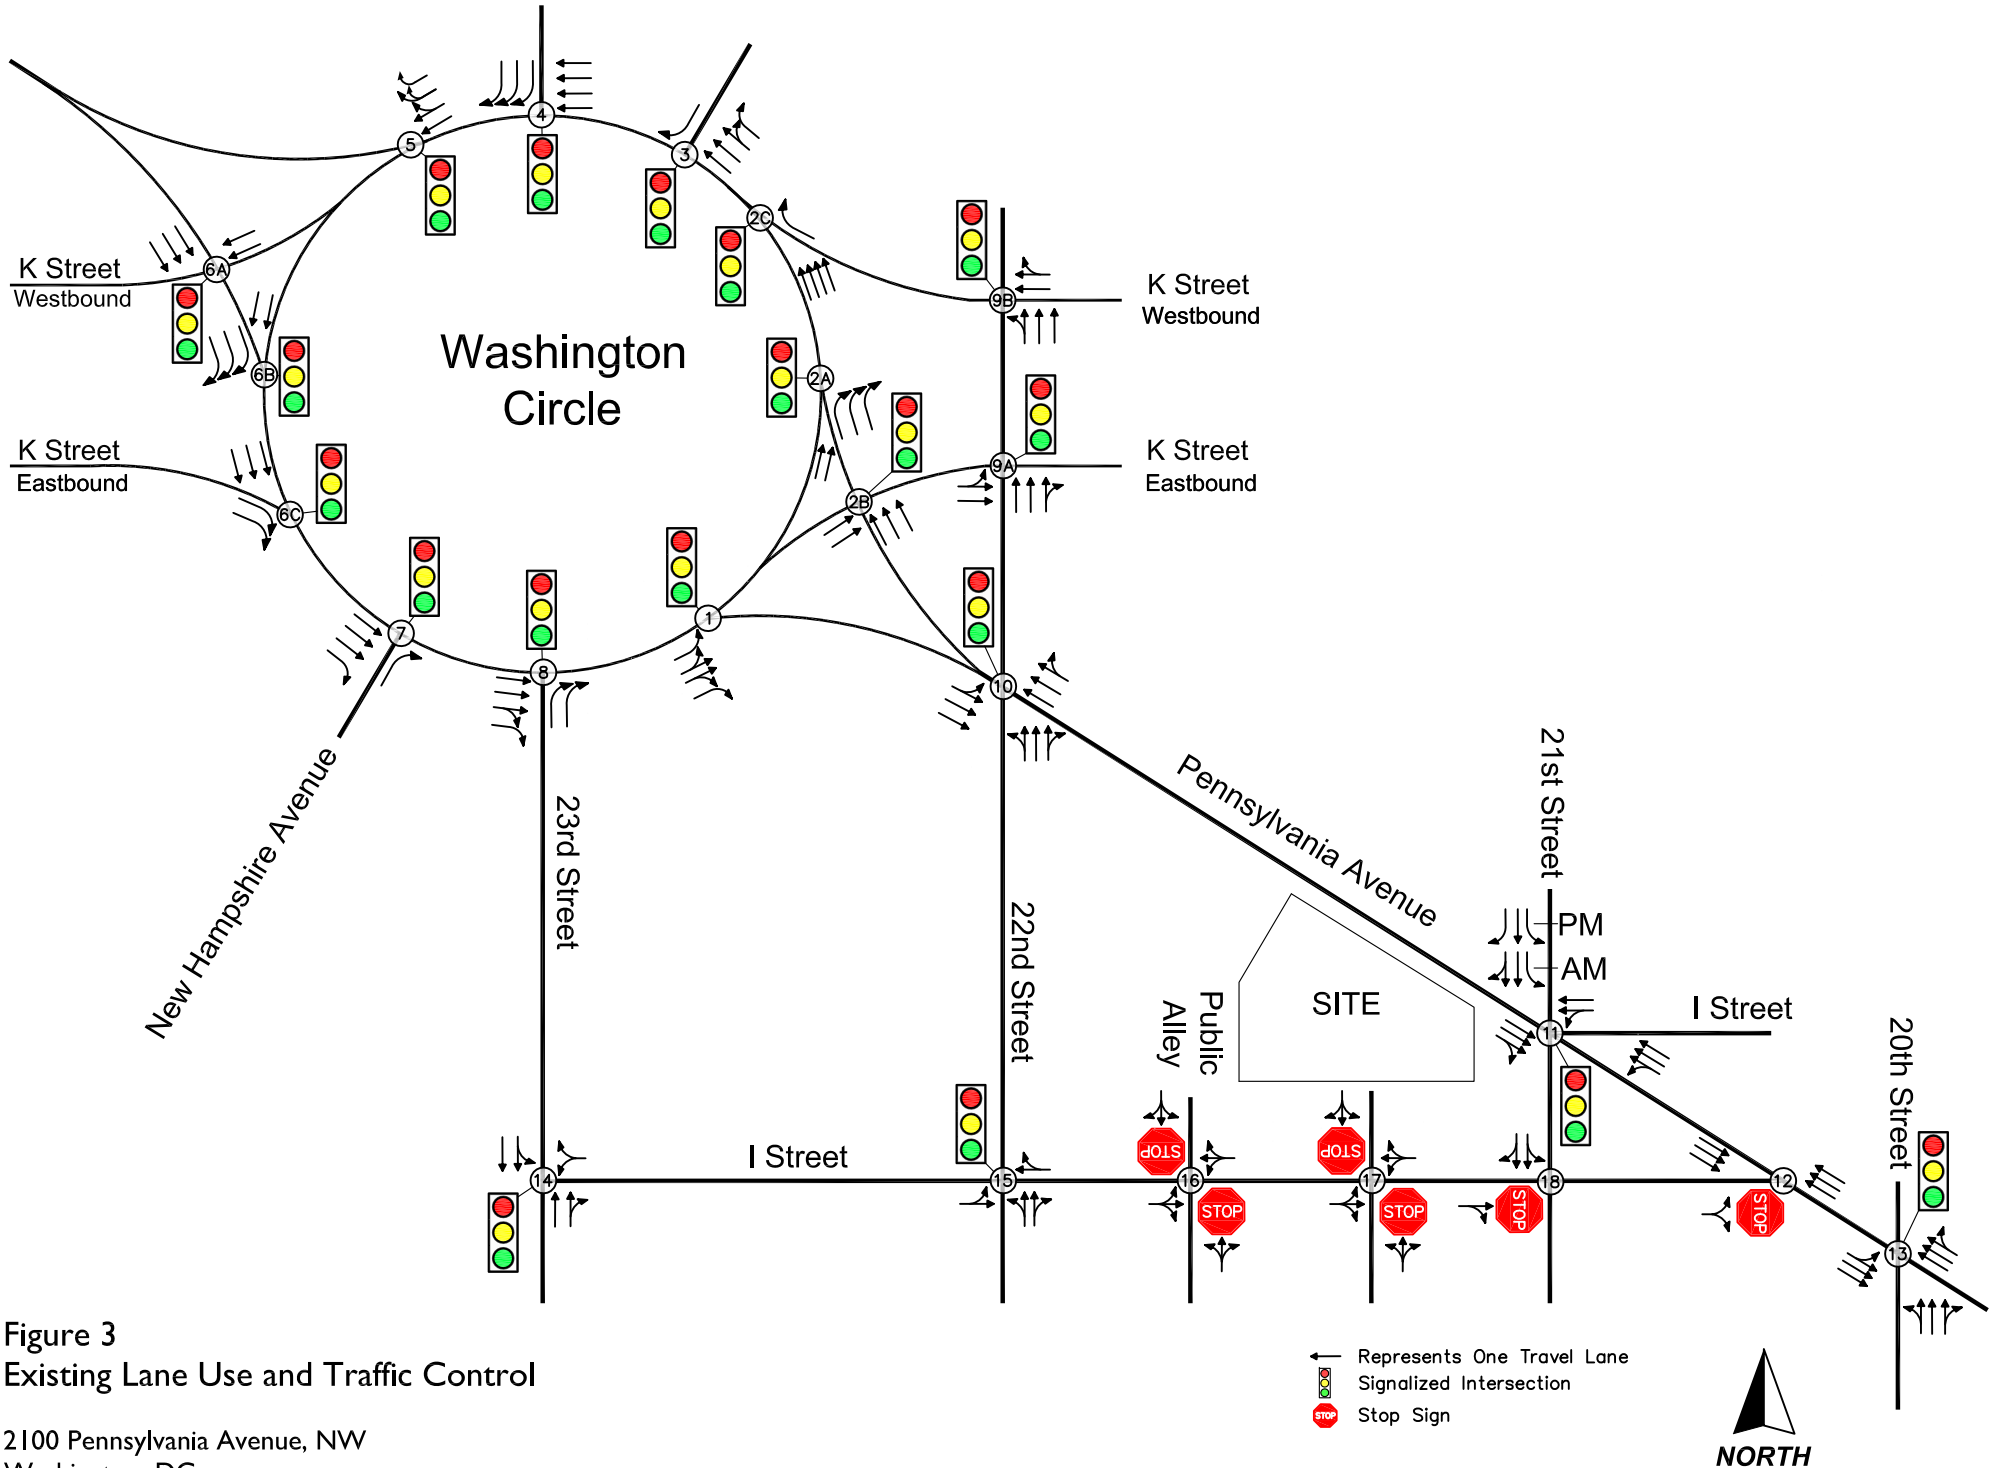 4
5
3
2C
K Street
Westbound
6A
9B
K Street
Westbound
Washington
Circle
6B
2A
K Street
Eastbound
9A
K Street
Eastbound
2B
6C
1
7
8
10
New Hampshire Avenue
23rd Street
22nd Street
Pennsylvania Avenue
21st Street
PM
AM
SITE
Public
Alley
I Street
11
20th Street
I Street
STOP
STOP
14
15
16
17
18
12
STOP
STOP
STOP
STOP
13
Figure 3
Existing Lane Use and Traffic Control
2100 Pennsylvania Avenue, NW
Represents One Travel Lane
Signalized Intersection
STOP
Stop Sign
NORTH